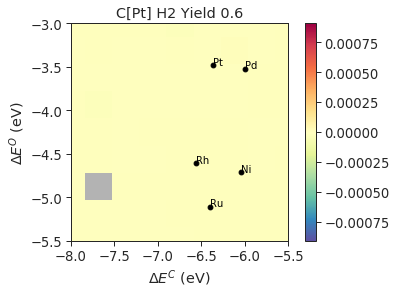 C[Pt] H2 Yield 0.6
−3.0
−3.5
−4.0
−4.5
−5.0
−5.5
ΔE^O (eV)
Pt
Pd
Rh
Ni
Ru
−8.0 −7.5 −7.0 −6.5 −6.0 −5.5
ΔE^C (eV)
0.00075
0.00050
0.00025
0.00000
−0.00025
−0.00050
−0.00075